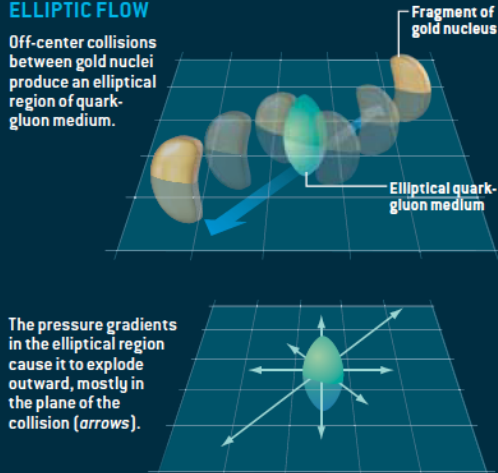 ELLIPTIC FLOW
Off-center collisions
between gold nuclei
produce an elliptical
region of quark-
gluon medium.
Fragment of
gold nucleus
Elliptical quark-
gluon medium
The pressure gradients
in the elliptical region
cause it to explode
outward, mostly in
the plane of the
collision (arrows).